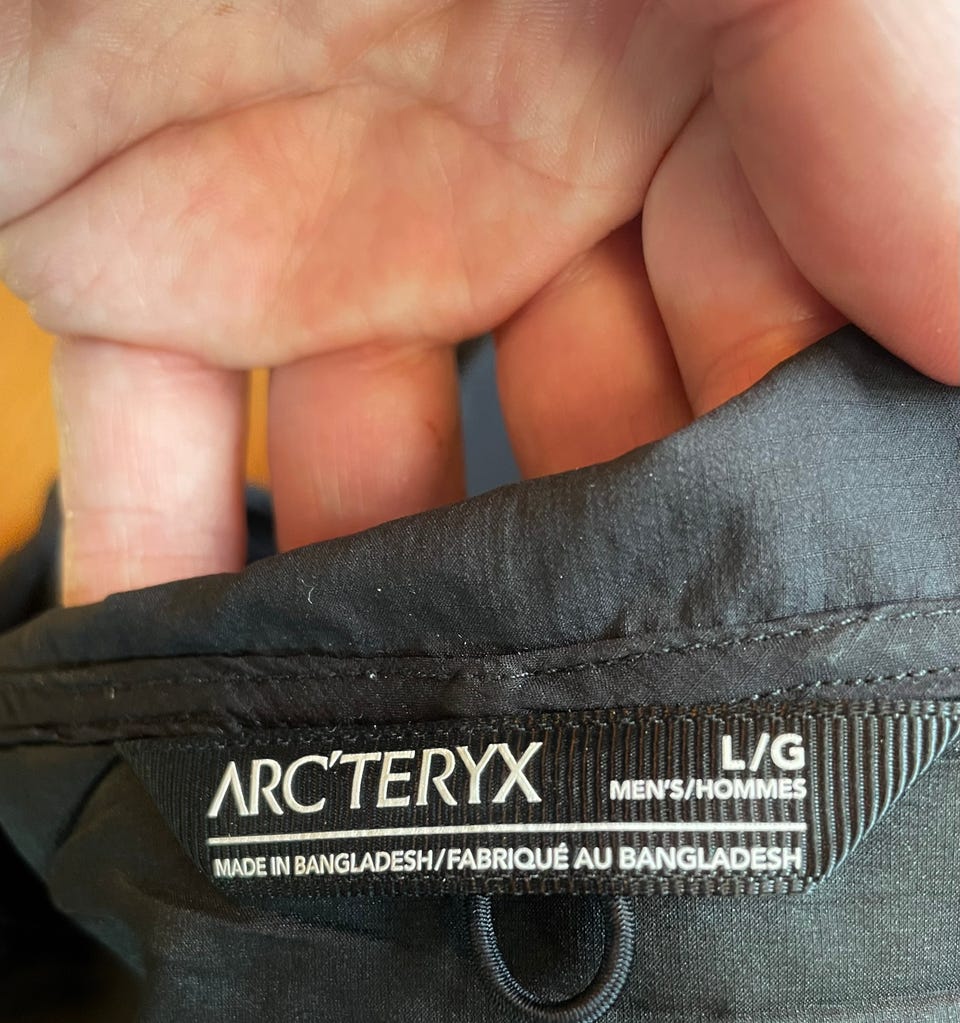 ARC'TERYX
L/G
MEN'S/HOMMES
MADE IN BANGLADESH/FABRIQUÉ AU BANGLADESH